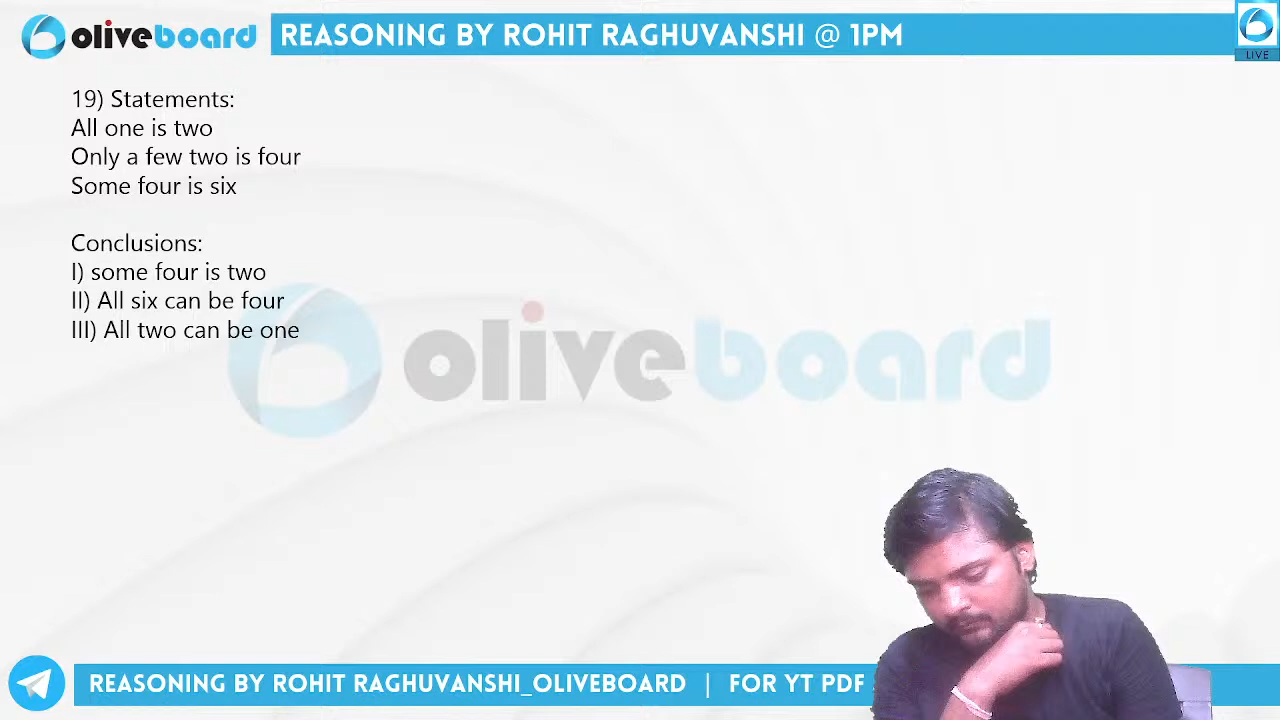 oliveboard
REASONING BY ROHIT RAGHUVANSHI @ 1PM
LIVE
19) Statements:
All one is two
Only a few two is four
Some four is six
Conclusions:
I) some four is two
II) All six can be four
III) All two can be one
oliveboard
REASONING BY ROHIT RAGHUVANSHI_OLIVEBOARD | FOR YT PDF